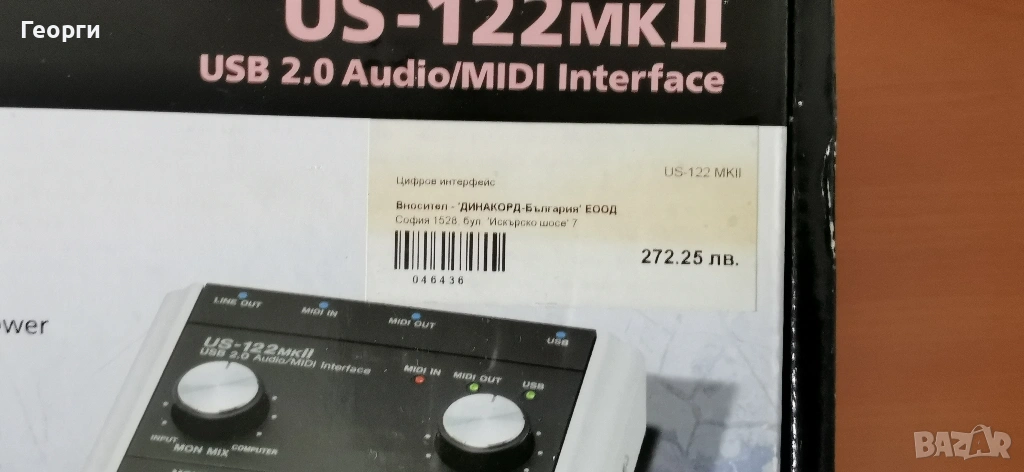 Георги
US-122MKII
USB 2.0 Audio/MIDI Interface
US-122 MKII
Цифров интерфейс
Вносител - 'ДИНАКОРД-България' ЕООД
София 1528, бул. 'Искърско шосе' 7
272.25 лв.
046436
ower
LINE OUT
MIDI IN
MIDI OUT
USB
US-122MKII
USB 2.0 Audio/MIDI Interface
MIDI IN
MIDI OUT
USB
INPUT
MON MIX
COMPUTER
BAZAR